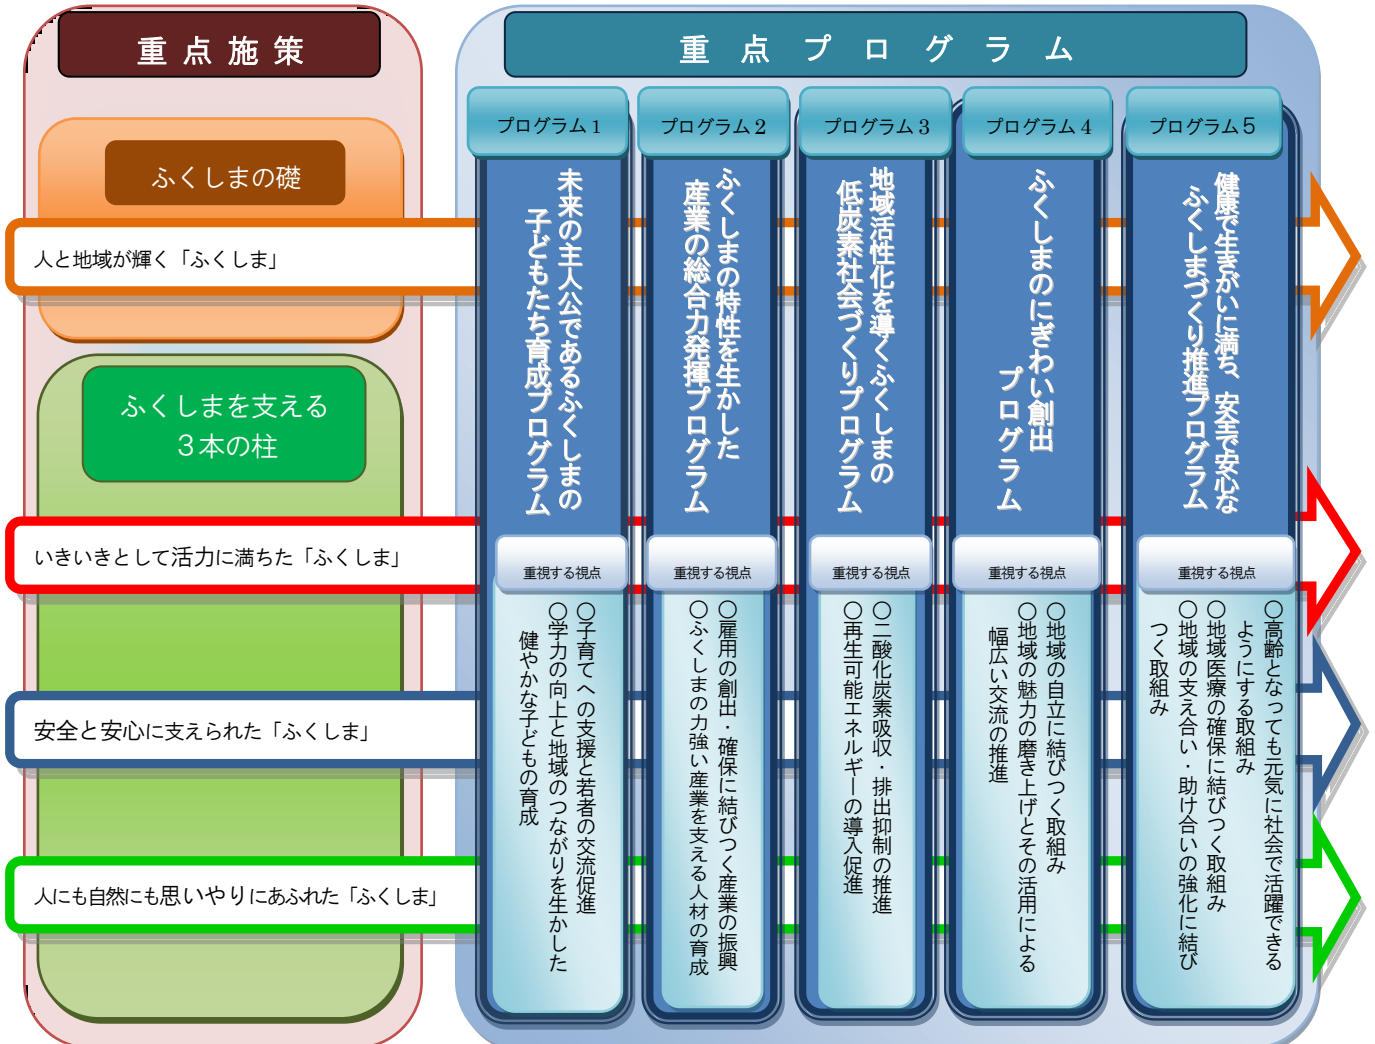 重点施策
ふくしまの礎
人と地域が輝く「ふくしま」
ふくしまを支える
３本の柱
いきいきとして活力に満ちた「ふくしま」
安全と安心に支えられた「ふくしま」
人にも自然にも思いやりにあふれた「ふくしま」
重点プログラム
プログラム１
未来の主人公であるふくしまの
子どもたち育成プログラム
重視する視点
○子育てへの支援と若者の交流促進
○学力の向上と地域のつながりを生かした
健やかな子どもの育成
プログラム２
ふくしまの特性を生かした
産業の総合力発揮プログラム
重視する視点
○雇用の創出・確保に結びつく産業の振興
○ふくしまの力強い産業を支える人材の育成
プログラム３
地域活性化を導くふくしまの
低炭素社会づくりプログラム
重視する視点
○二酸化炭素吸収・排出抑制の推進
○再生可能エネルギーの導入促進
プログラム４
ふくしまのにぎわい創出
プログラム
重視する視点
○地域の自立に結びつく取組み
○地域の魅力の磨き上げとその活用による
幅広い交流の推進
プログラム５
健康で生きがいに満ち、安全で安心な
ふくしまづくり推進プログラム
重視する視点
○高齢となっても元気に社会で活躍できる
ようにする取組み
○地域医療の確保に結びつく取組み
○地域の支え合い・助け合いの強化に結び
つく取組み